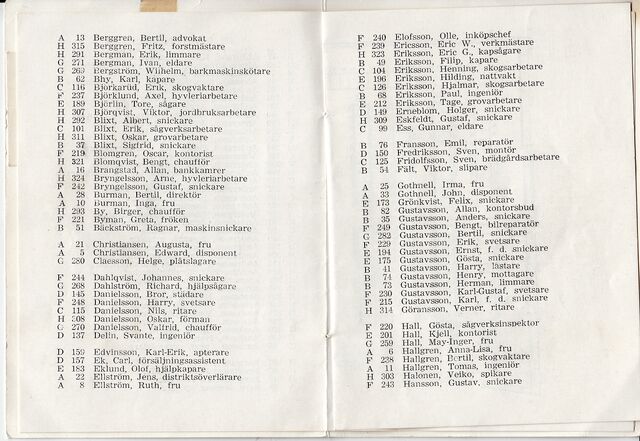 A 13 Berggren, Bertil, advokat
H 315 Berggren, Fritz, forstmästare
H 291 Bergman, Erik, limmare
G 271 Bergman, Ivan, eldare
G 269 Bergström, Wilhelm, barkmaskinskötare
B 62 Bhy, Karl, kapare
C 116 Björkarud, Erik, skogvaktare
F 237 Björklund, Axel, hyvleriarbetare
E 189 Björlin, Tore, sågare
H 307 Björqvist, Viktor, jordbruksarbetare
H 292 Blixt, Albert, snickare
C 101 Blixt, Erik, sågverksarbetare
H 311 Blixt, Oskar, grovarbetare
B 37 Blixt, Sigfrid, snickare
F 219 Blomgren, Oscar, kontorist
H 321 Blomqvist, Bengt, chaufför
A 16 Brangstad, Allan, bankkamrer
H 324 Bryngelsson, Arne, hyvleriarbetare
F 242 Bryngelsson, Gustaf, snickare
A 28 Burman, Bertil, direktör
A 10 Burman, Inga, fru
H 293 By, Birger, chaufför
F 221 Byman, Greta, fröken
B 51 Bäckström, Ragnar, maskinsnickare
A 21 Christiansen, Augusta, fru
A 5 Christiansen, Edward, disponent
G 280 Claesson, Helge, plåtslagare
F 244 Dahlqvist, Johannes, snickare
G 268 Danielsson, Richard, hjälpsågare
D 145 Danielsson, Bror, städare
F 248 Danielsson, Harry, svetsare
C 115 Danielsson, Nils, ritare
H 308 Danielsson, Oskar, förman
G 270 Danielsson, Valfrid, chaufför
D 137 Delin, Svante, ingeniör
D 159 Edvinsson, Karl-Erik, apterare
D 157 Ek, Carl, försäljningsassistent
E 183 Eklund, Olof, hjälpkapare
A 22 Ellström, Jens, distriktsöverlärare
A 8 Ellström, Ruth, fru
F 240 Elofsson, Olle, inköpschef
F 239 Ericsson, Eric W., verkmästare
H 323 Eriksson, Eric G., kapsågare
B 49 Eriksson, Filip, kapare
C 104 Eriksson, Henning, skogsarbetare
E 196 Eriksson, Hilding, nattvakt
C 126 Eriksson, Hjalmar, skogsarbetare
B 68 Eriksson, Paul, ingeniör
E 212 Eriksson, Tage, grovarbetare
D 149 Erneblom, Holger, snickare
H 309 Eskfeldt, Gustaf, snickare
C 99 Ess, Gunnar, eldare
B 76 Fransson, Emil, reparatör
D 150 Fredriksson, Sven, montör
C 125 Fridolfsson, Sven, brädgårdsarbetare
B 54 Fält, Viktor, slipare
A 25 Gothnell, Irma, fru
A 33 Gothnell, John, disponent
E 173 Grönkvist, Felix, snickare
B 82 Gustavsson, Allan, kontorsbud
B 35 Gustavsson, Anders, snickare
F 249 Gustavsson, Bengt, bilreparatör
G 282 Gustavsson, Bertil, snickare
F 229 Gustavsson, Erik, svetsare
E 194 Gustavsson, Ernst, f. d. snickare
E 175 Gustavsson, Gösta, snickare
B 41 Gustavsson, Harry, lastare
B 74 Gustavsson, Henry, mottagare
B 73 Gustavsson, Herman, limmare
F 230 Gustavsson, Karl-Gustaf, svetsare
F 215 Gustavsson, Karl, f. d. snickare
H 314 Göransson, Verner, ritare
F 220 Hall, Gösta, sågverksinspektor
E 201 Hall, Kjell, kontorist
G 259 Hall, May-Inger, fru
A 6 Hallgren, Anna-Lisa, fru
F 238 Hallgren, Bertil, skogvaktare
A 11 Hallgren, Tomas, ingeniör
H 303 Halonen, Veiko, spikare
F 243 Hansson, Gustav, snickare